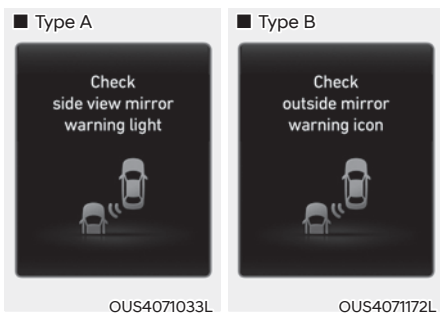 ■ Type A
Check
side view mirror
warning light
OUS4071033L
■ Type B
Check
outside mirror
warning icon
OUS4071172L